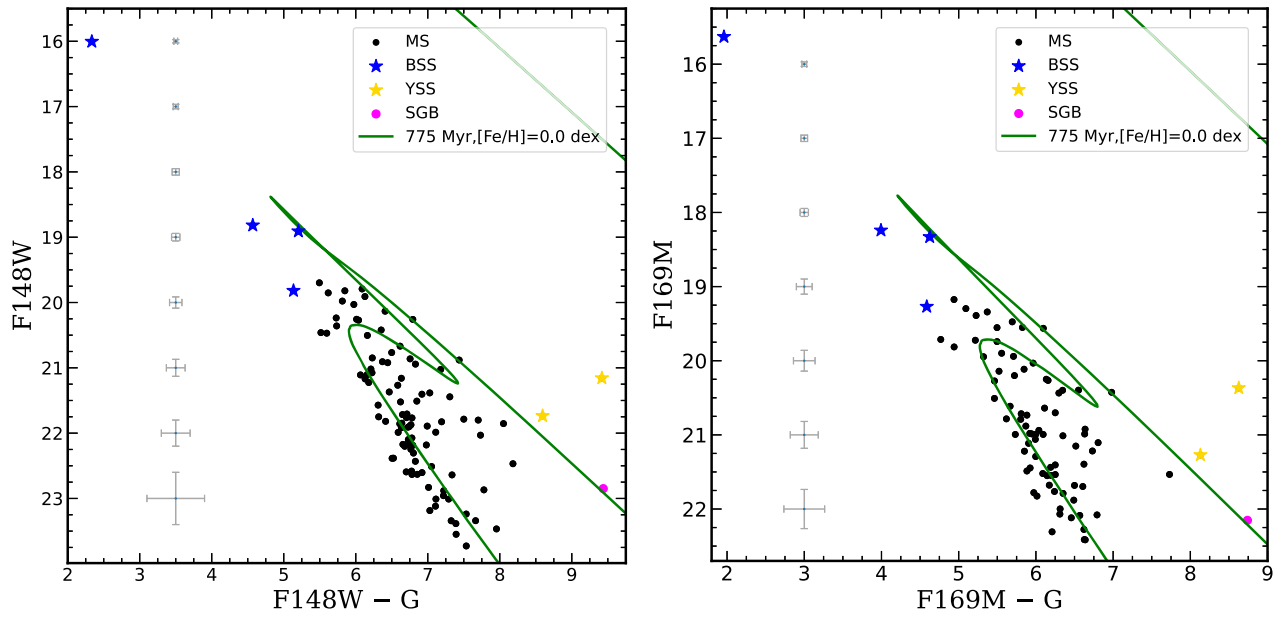 F148W
16
17
18
19
20
21
22
23
2 3 4 5 6 7 8 9
F148W − G
MS
BSS
YSS
SGB
775 Myr,[Fe/H]=0.0 dex
F169M
16
17
18
19
20
21
22
2 3 4 5 6 7 8 9
F169M − G
MS
BSS
YSS
SGB
775 Myr,[Fe/H]=0.0 dex